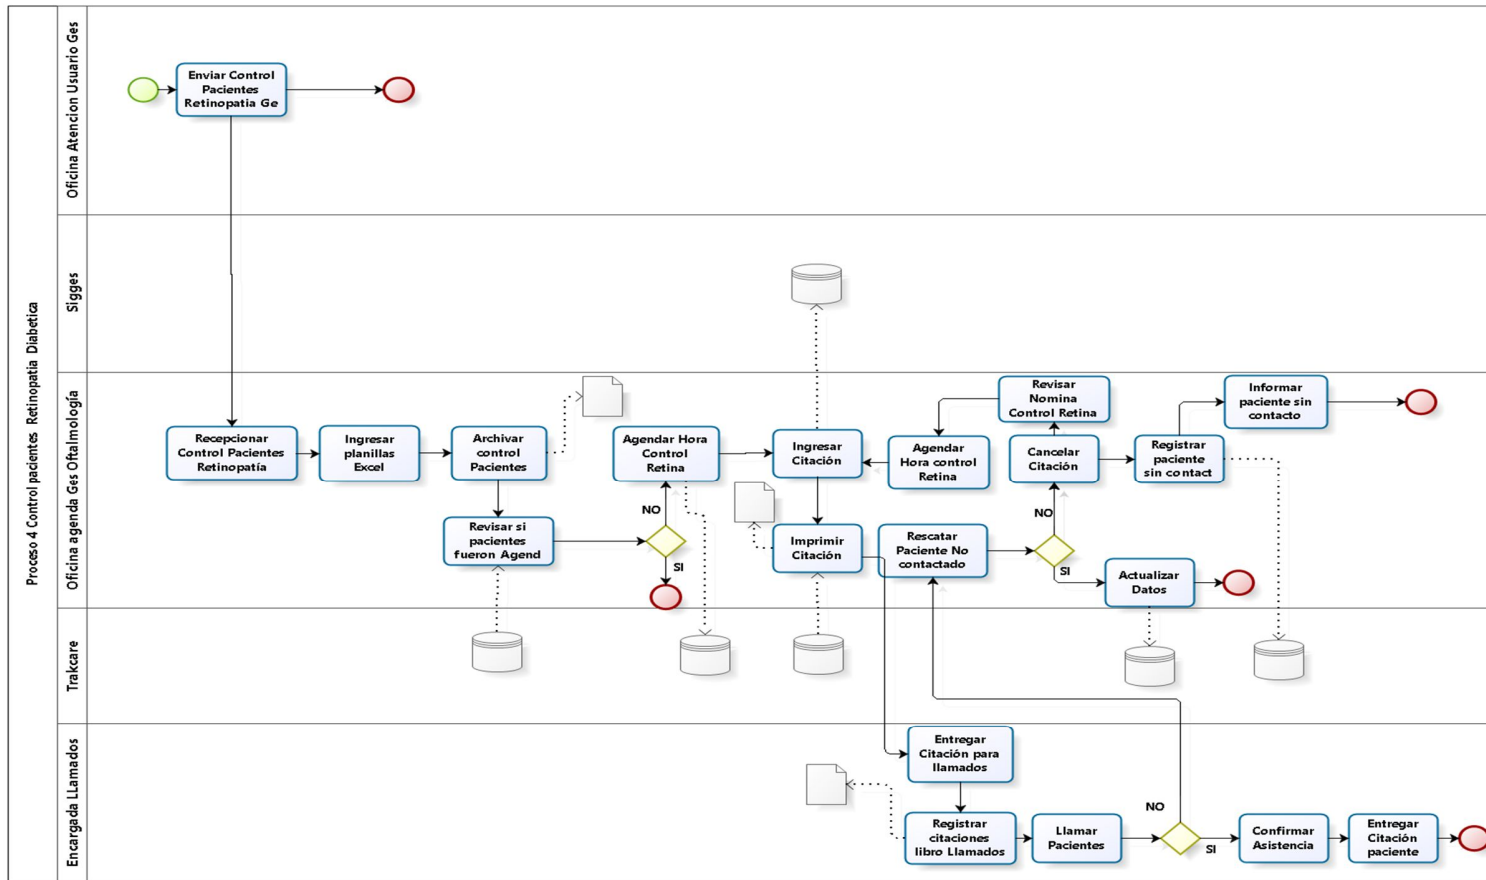 Proceso 4 Control pacientes Retinopatia Diabetica
Oficina Atencion Usuario Ges
Enviar Control
Pacientes
Retinopatia Ge
Sigges
Oficina agenda Ges Oftalmología
Recepcionar
Control Pacientes
Retinopatía
Ingresar
planillas
Excel
Archivar
control
Pacientes
Revisar si
pacientes
fueron Agend
Agendar Hora
Control
Retina
NO
SI
Ingresar
Citación
Imprimir
Citación
Agendar
Hora control
Retina
Revisar
Nomina
Control Retina
Rescatar
Paciente No
contactado
Cancelar
Citación
NO
SI
Registrar
paciente
sin contact
Informar
paciente sin
contacto
Actualizar
Datos
Trakcare
Encargada LLamados
Entregar
Citación para
llamados
Registrar
citaciones
libro Llamados
Llamar
Pacientes
NO
SI
Confirmar
Asistencia
Entregar
Citación
paciente